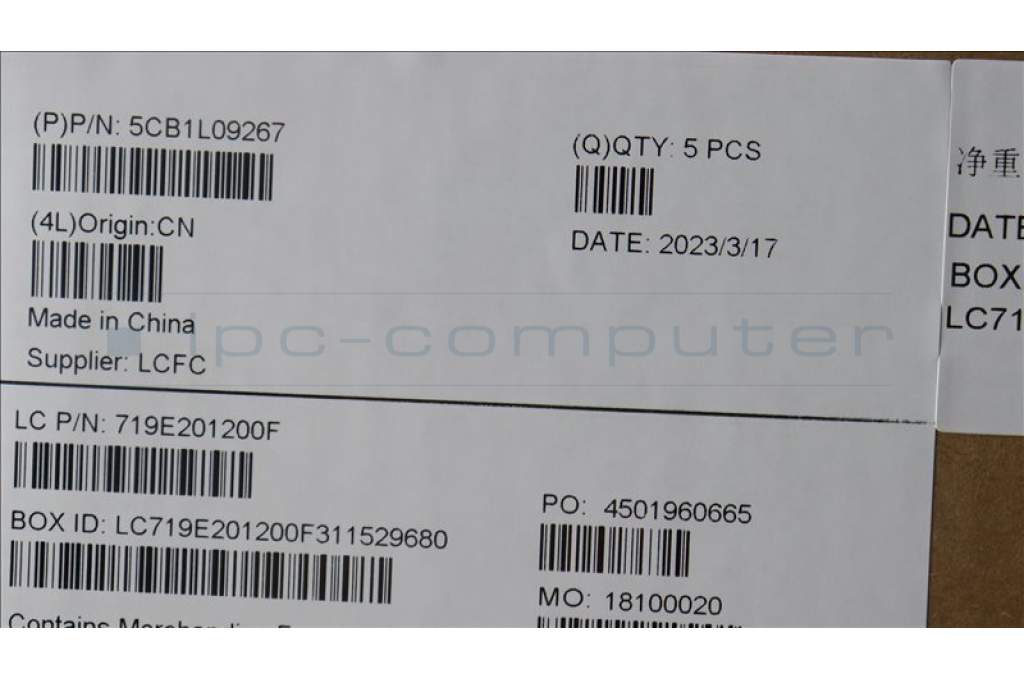 (P)P/N: 5CB1L09267
(Q)QTY: 5 PCS
(4L)Origin:CN
DATE: 2023/3/17
Made in China
Supplier: LCFC
ipc-computer
LC P/N: 719E201200F
BOX ID: LC719E201200F311529680
PO: 4501960665
MO: 18100020
Contains
净重
DATE
BOX
LC71